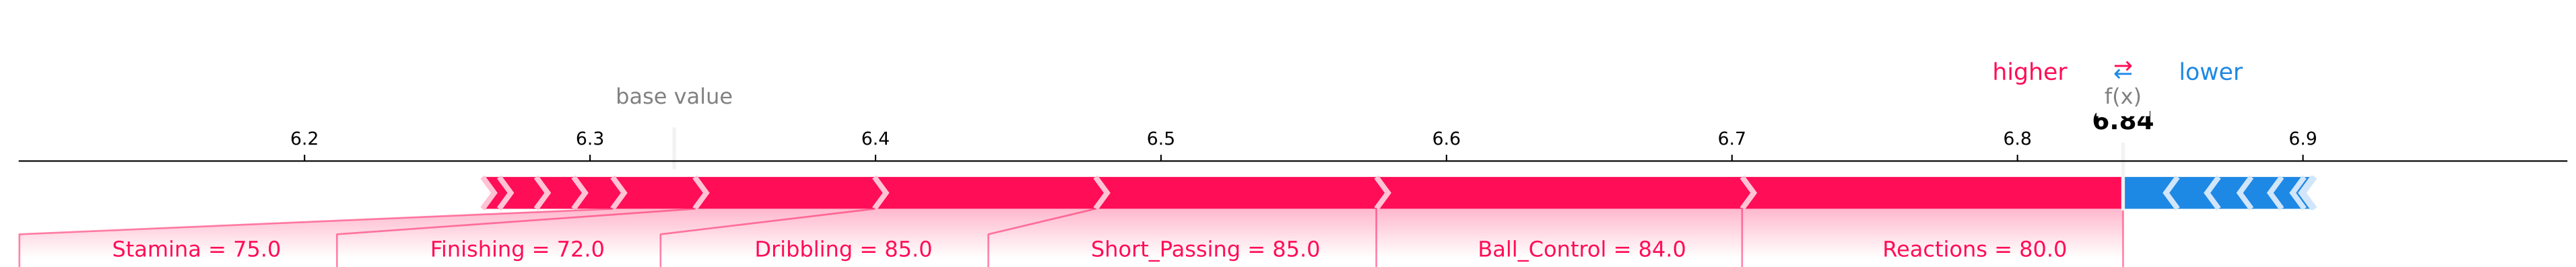 higher ⇄ lower
base value f(x)
6.2 6.3 6.4 6.5 6.6 6.7 6.8 6.84 6.9
Stamina = 75.0 Finishing = 72.0 Dribbling = 85.0 Short_Passing = 85.0 Ball_Control = 84.0 Reactions = 80.0